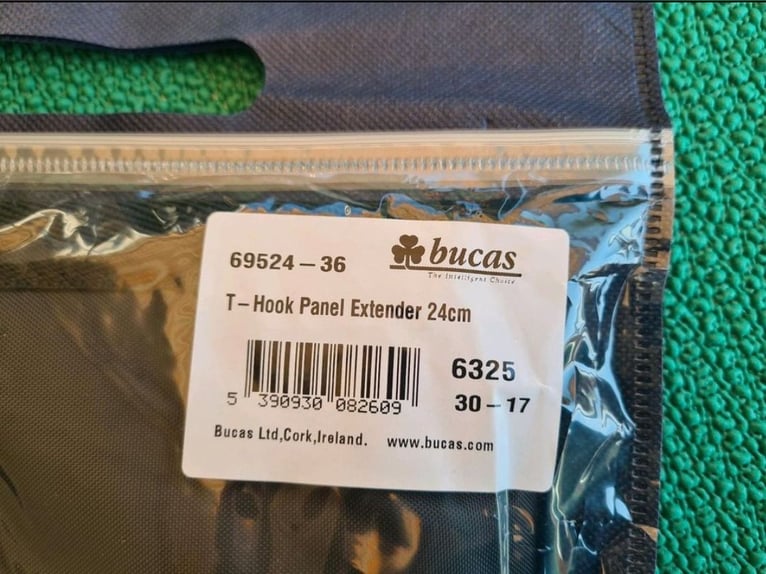 69524-36
bucas
The Intelligent Choice
T-Hook Panel Extender 24cm
6325
5 390930 082609
30-17
Bucas Ltd,Cork,Ireland. www.bucas.com